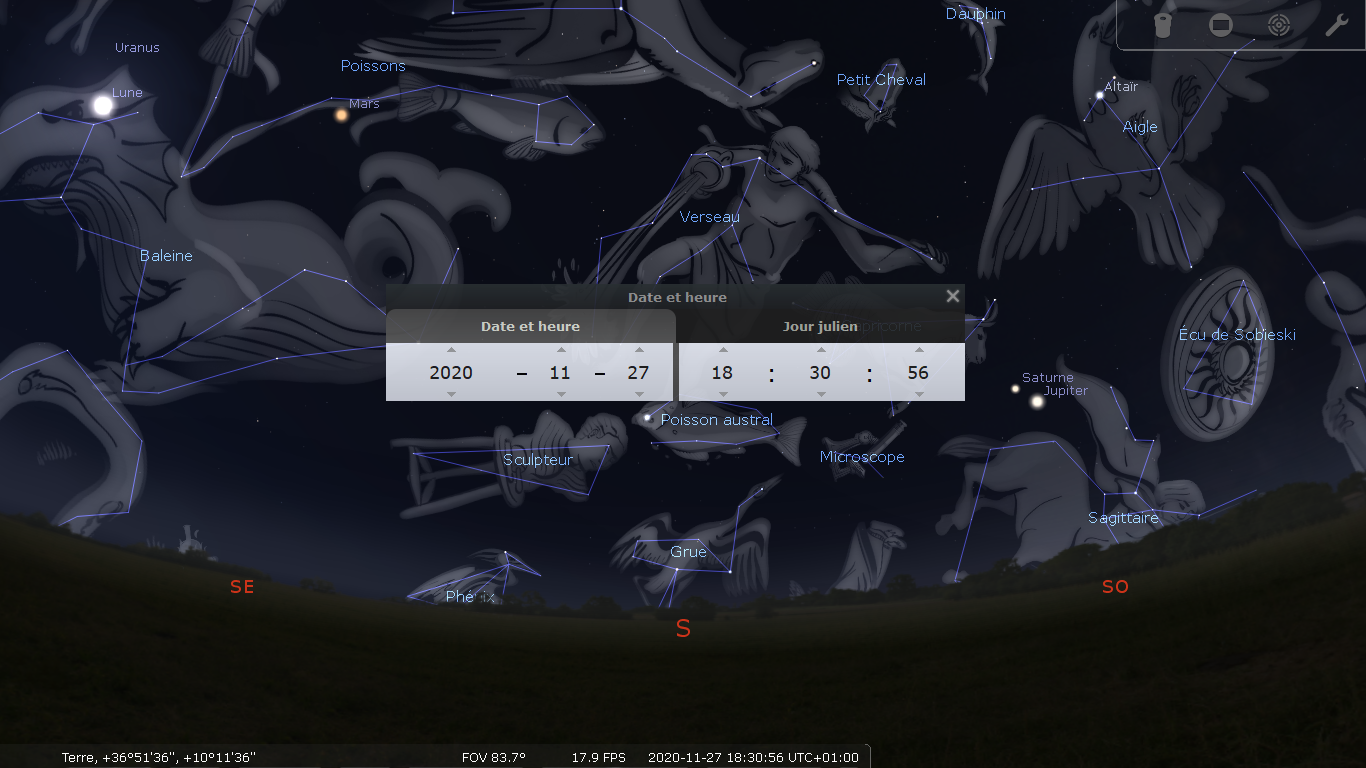 Dauphin
Uranus
Poissons
Petit Cheval
Lune
Mars
Altaïr
Aigle
Verseau
Baleine
Date et heure
Date et heure
Jour julien
Écu de Sobieski
2020 - 11 - 27
18 : 30 : 56
Saturne
Jupiter
Poisson austral
Sculpteur
Microscope
Sagittaire
Grue
Phénix
SE
SO
S
Terre, +36°51'36", +10°11'36"
FOV 83.7°
17.9 FPS
2020-11-27 18:30:56 UTC+01:00